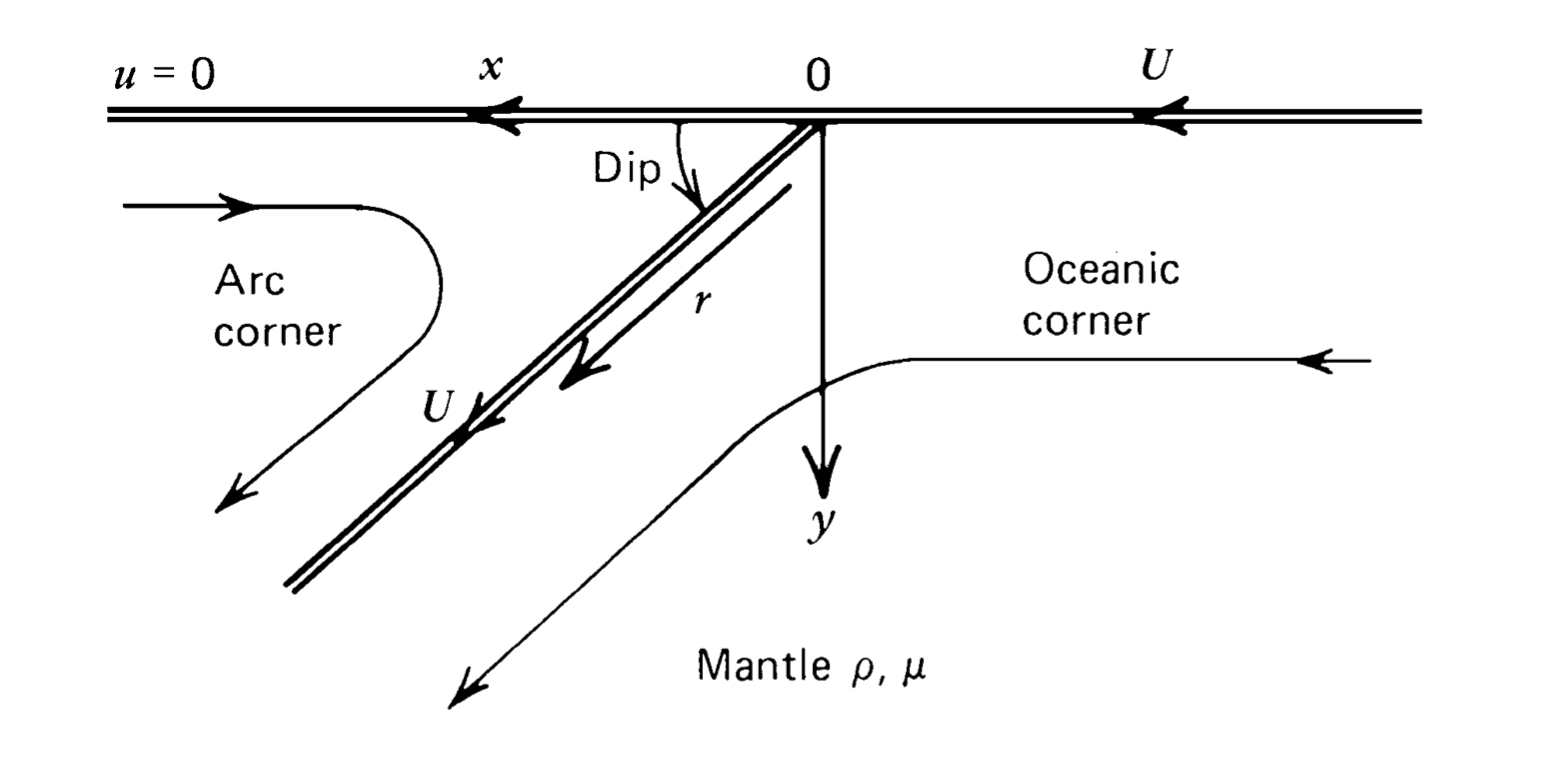 u = 0
x
0
U
Dip
r
Arc
corner
Oceanic
corner
U
y
Mantle ρ, μ